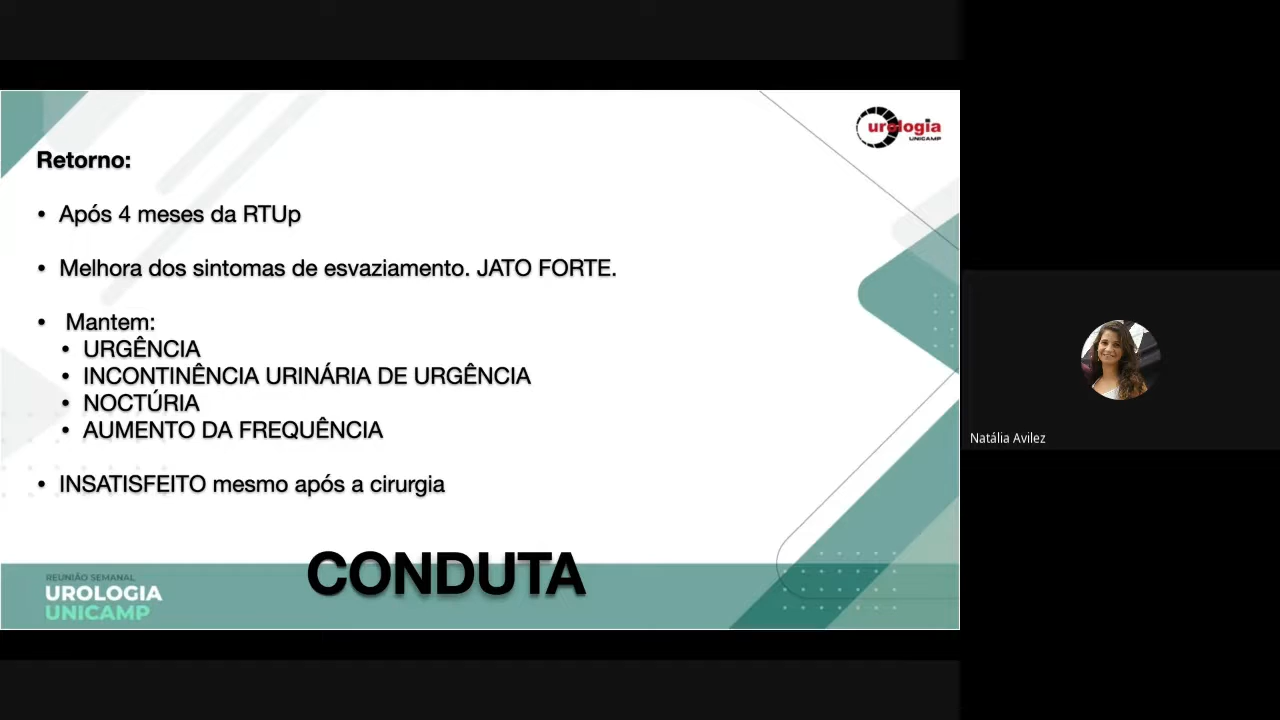 urologia
UNICAMP
Retorno:
• Após 4 meses da RTUp
• Melhora dos sintomas de esvaziamento. JATO FORTE.
• Mantem:
• URGÊNCIA
• INCONTINÊNCIA URINÁRIA DE URGÊNCIA
• NOCTÚRIA
• AUMENTO DA FREQUÊNCIA
• INSATISFEITO mesmo após a cirurgia
CONDUTA
REUNIÃO SEMANAL
UROLOGIA
UNICAMP
Natália Avilez